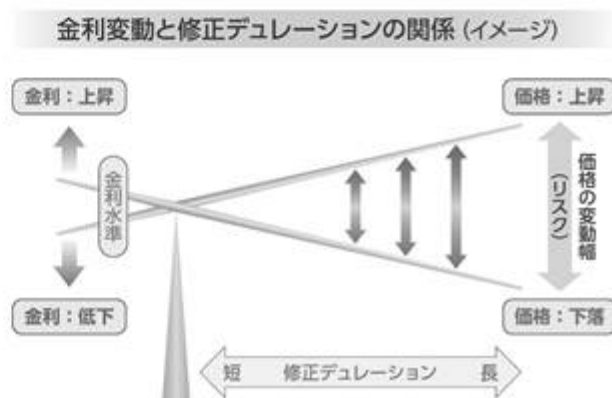 金利変動と修正デュレーションの関係(イメージ)
金利：上昇
価格：上昇
金利水準
価格の変動幅
(リスク)
金利：低下
価格：下落
短 修正デュレーション 長